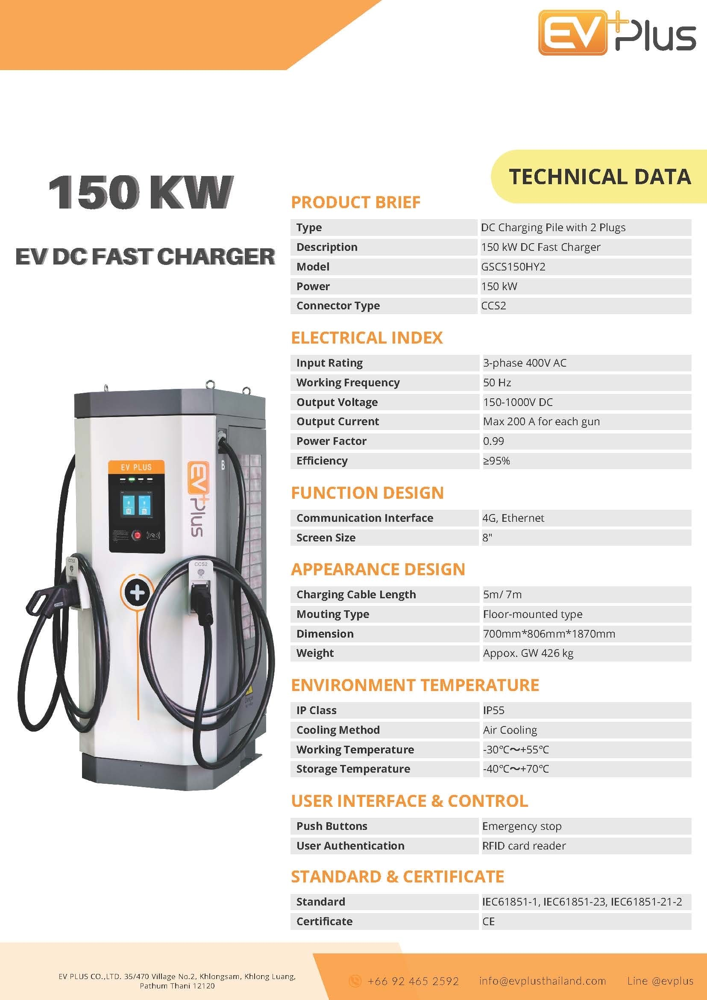 EV Plus
TECHNICAL DATA
150 KW
EV DC FAST CHARGER
PRODUCT BRIEF
Type DC Charging Pile with 2 Plugs
Description 150 kW DC Fast Charger
Model GSCS150HY2
Power 150 kW
Connector Type CCS2
ELECTRICAL INDEX
Input Rating 3-phase 400V AC
Working Frequency 50 Hz
Output Voltage 150-1000V DC
Output Current Max 200 A for each gun
Power Factor 0.99
Efficiency ≥95%
FUNCTION DESIGN
Communication Interface 4G, Ethernet
Screen Size 8"
APPEARANCE DESIGN
Charging Cable Length 5m/ 7m
Mouting Type Floor-mounted type
Dimension 700mm*806mm*1870mm
Weight Appox. GW 426 kg
ENVIRONMENT TEMPERATURE
IP Class IP55
Cooling Method Air Cooling
Working Temperature -30℃～+55℃
Storage Temperature -40℃～+70℃
USER INTERFACE & CONTROL
Push Buttons Emergency stop
User Authentication RFID card reader
STANDARD & CERTIFICATE
Standard IEC61851-1, IEC61851-23, IEC61851-21-2
Certificate CE
EV PLUS
EV Plus
B
CCS2
CCS2
Danger
EV PLUS CO.,LTD. 35/470 Village No.2, Khlongsam, Khlong Luang,
Pathum Thani 12120
+66 92 465 2592 info@evplusthailand.com Line @evplus